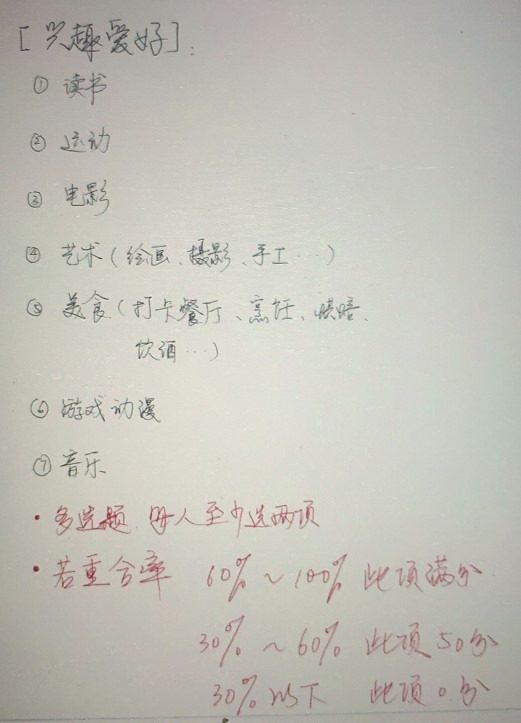 [兴趣爱好]:
① 读书
② 运动
③ 电影
④ 艺术(绘画、摄影、手工…)
⑤ 美食(打卡餐厅、烹饪、烘焙、
饮酒…)
⑥ 游戏动漫
⑦ 音乐
·多选题，每人至少选两项
·若重合率 60%~100% 此项满分
30%~60% 此项50分
30%以下 此项0分